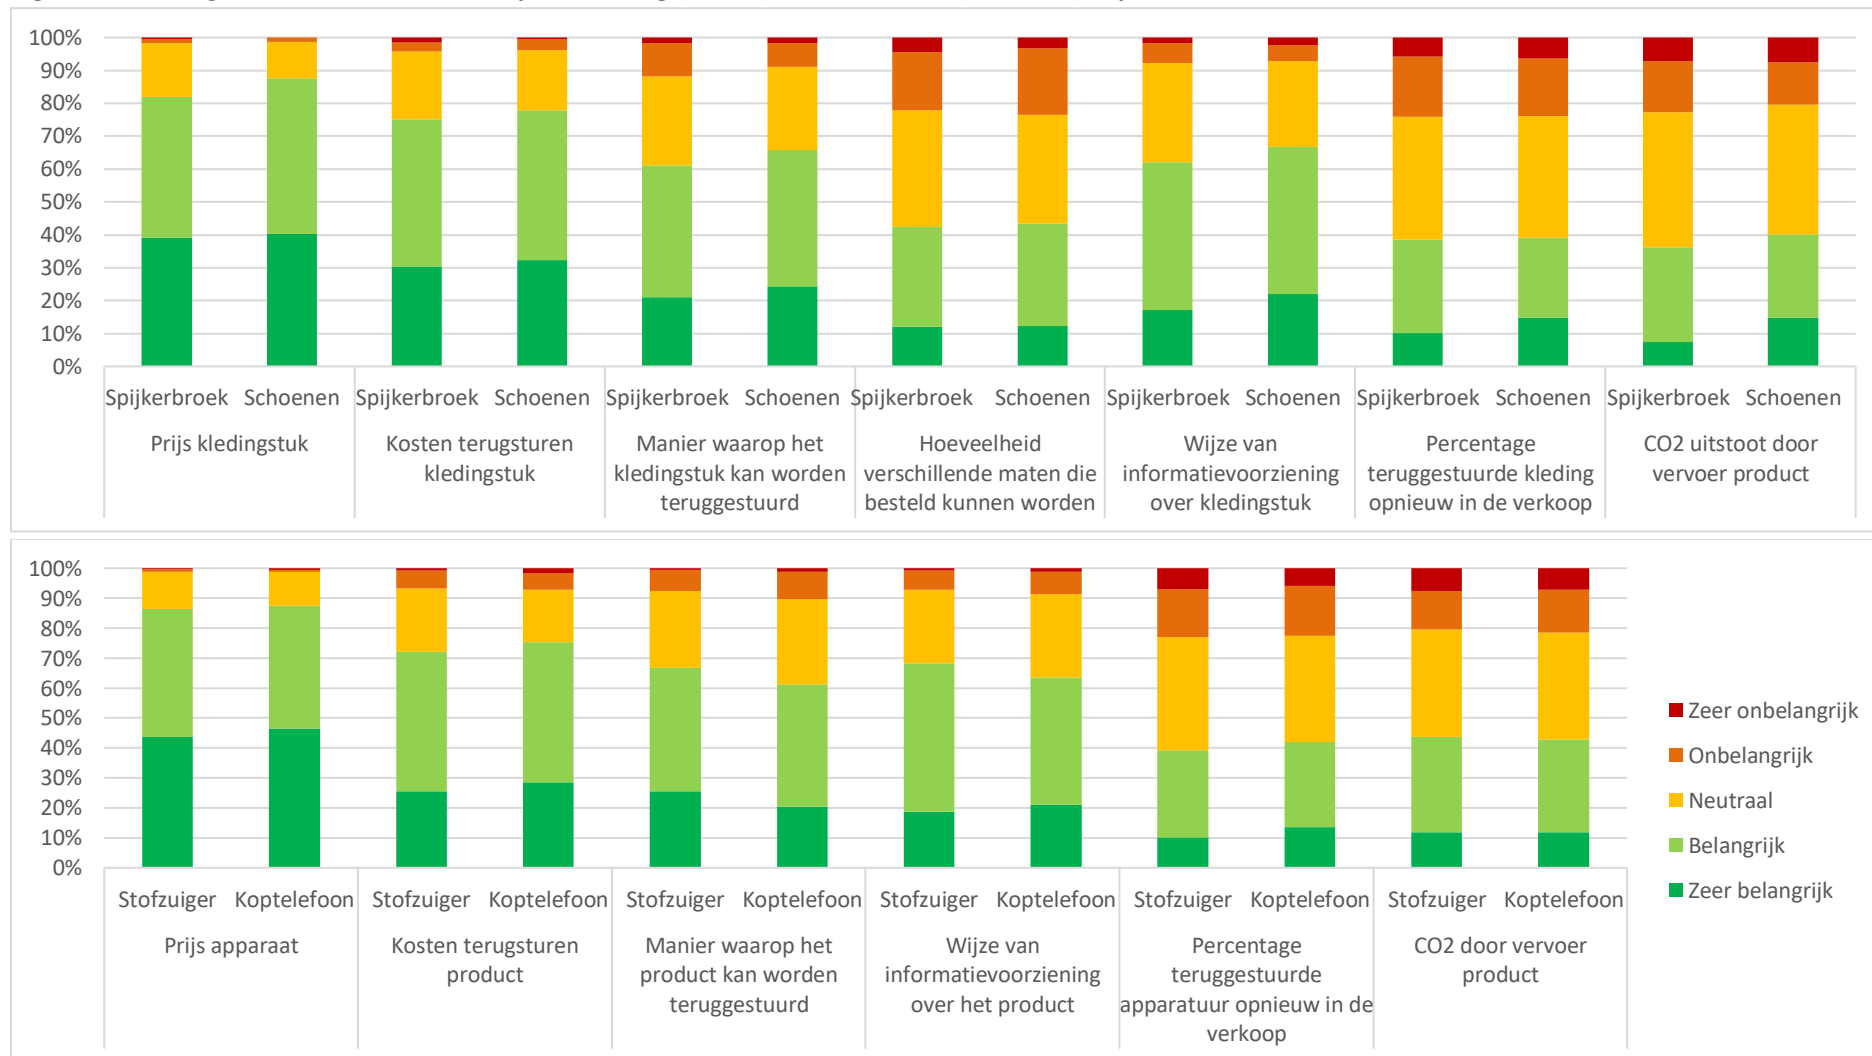 100%
90%
80%
70%
60%
50%
40%
30%
20%
10%
0%
Spijkerbroek Schoenen Spijkerbroek Schoenen Spijkerbroek Schoenen Spijkerbroek Schoenen Spijkerbroek Schoenen Spijkerbroek Schoenen Spijkerbroek Schoenen
Prijs kledingstuk
Kosten terugsturen
kledingstuk
Manier waarop het
kledingstuk kan worden
teruggestuurd
Hoeveelheid
verschillende maten die
besteld kunnen worden
Wijze van
informatievoorziening
over kledingstuk
Percentage
teruggestuurde kleding
opnieuw in de verkoop
CO2 uitstoot door
vervoer product
100%
90%
80%
70%
60%
50%
40%
30%
20%
10%
0%
Stofzuiger Koptelefoon Stofzuiger Koptelefoon Stofzuiger Koptelefoon Stofzuiger Koptelefoon Stofzuiger Koptelefoon Stofzuiger Koptelefoon
Prijs apparaat
Kosten terugsturen
product
Manier waarop het
product kan worden
teruggestuurd
Wijze van
informatievoorziening
over het product
Percentage
teruggestuurde
apparatuur opnieuw in de
verkoop
CO2 door vervoer
product
Zeer onbelangrijk
Onbelangrijk
Neutraal
Belangrijk
Zeer belangrijk